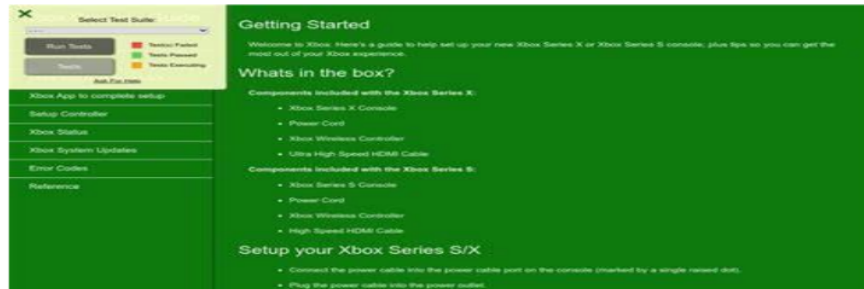 Select Test Suite:
Run Tests
Test(s) Failed
Tests Passed
Tests
Tests Executing
Ask For Help
Xbox App to complete setup
Setup Controller
Xbox Status
Xbox System Updates
Error Codes
Reference
Getting Started
Welcome to Xbox. Here's a guide to help set up your new Xbox Series X or Xbox Series S console, plus tips so you can get the
most out of your Xbox experience.
Whats in the box?
Components included with the Xbox Series X:
Xbox Series X Console
Power Cord
Xbox Wireless Controller
Ultra High Speed HDMI Cable
Components included with the Xbox Series S:
Xbox Series S Console
Power Cord
Xbox Wireless Controller
High Speed HDMI Cable
Setup your Xbox Series S/X
Connect the power cable into the power cable port on the console (marked by a single raised dot).
Plug the power cable into the power outlet.